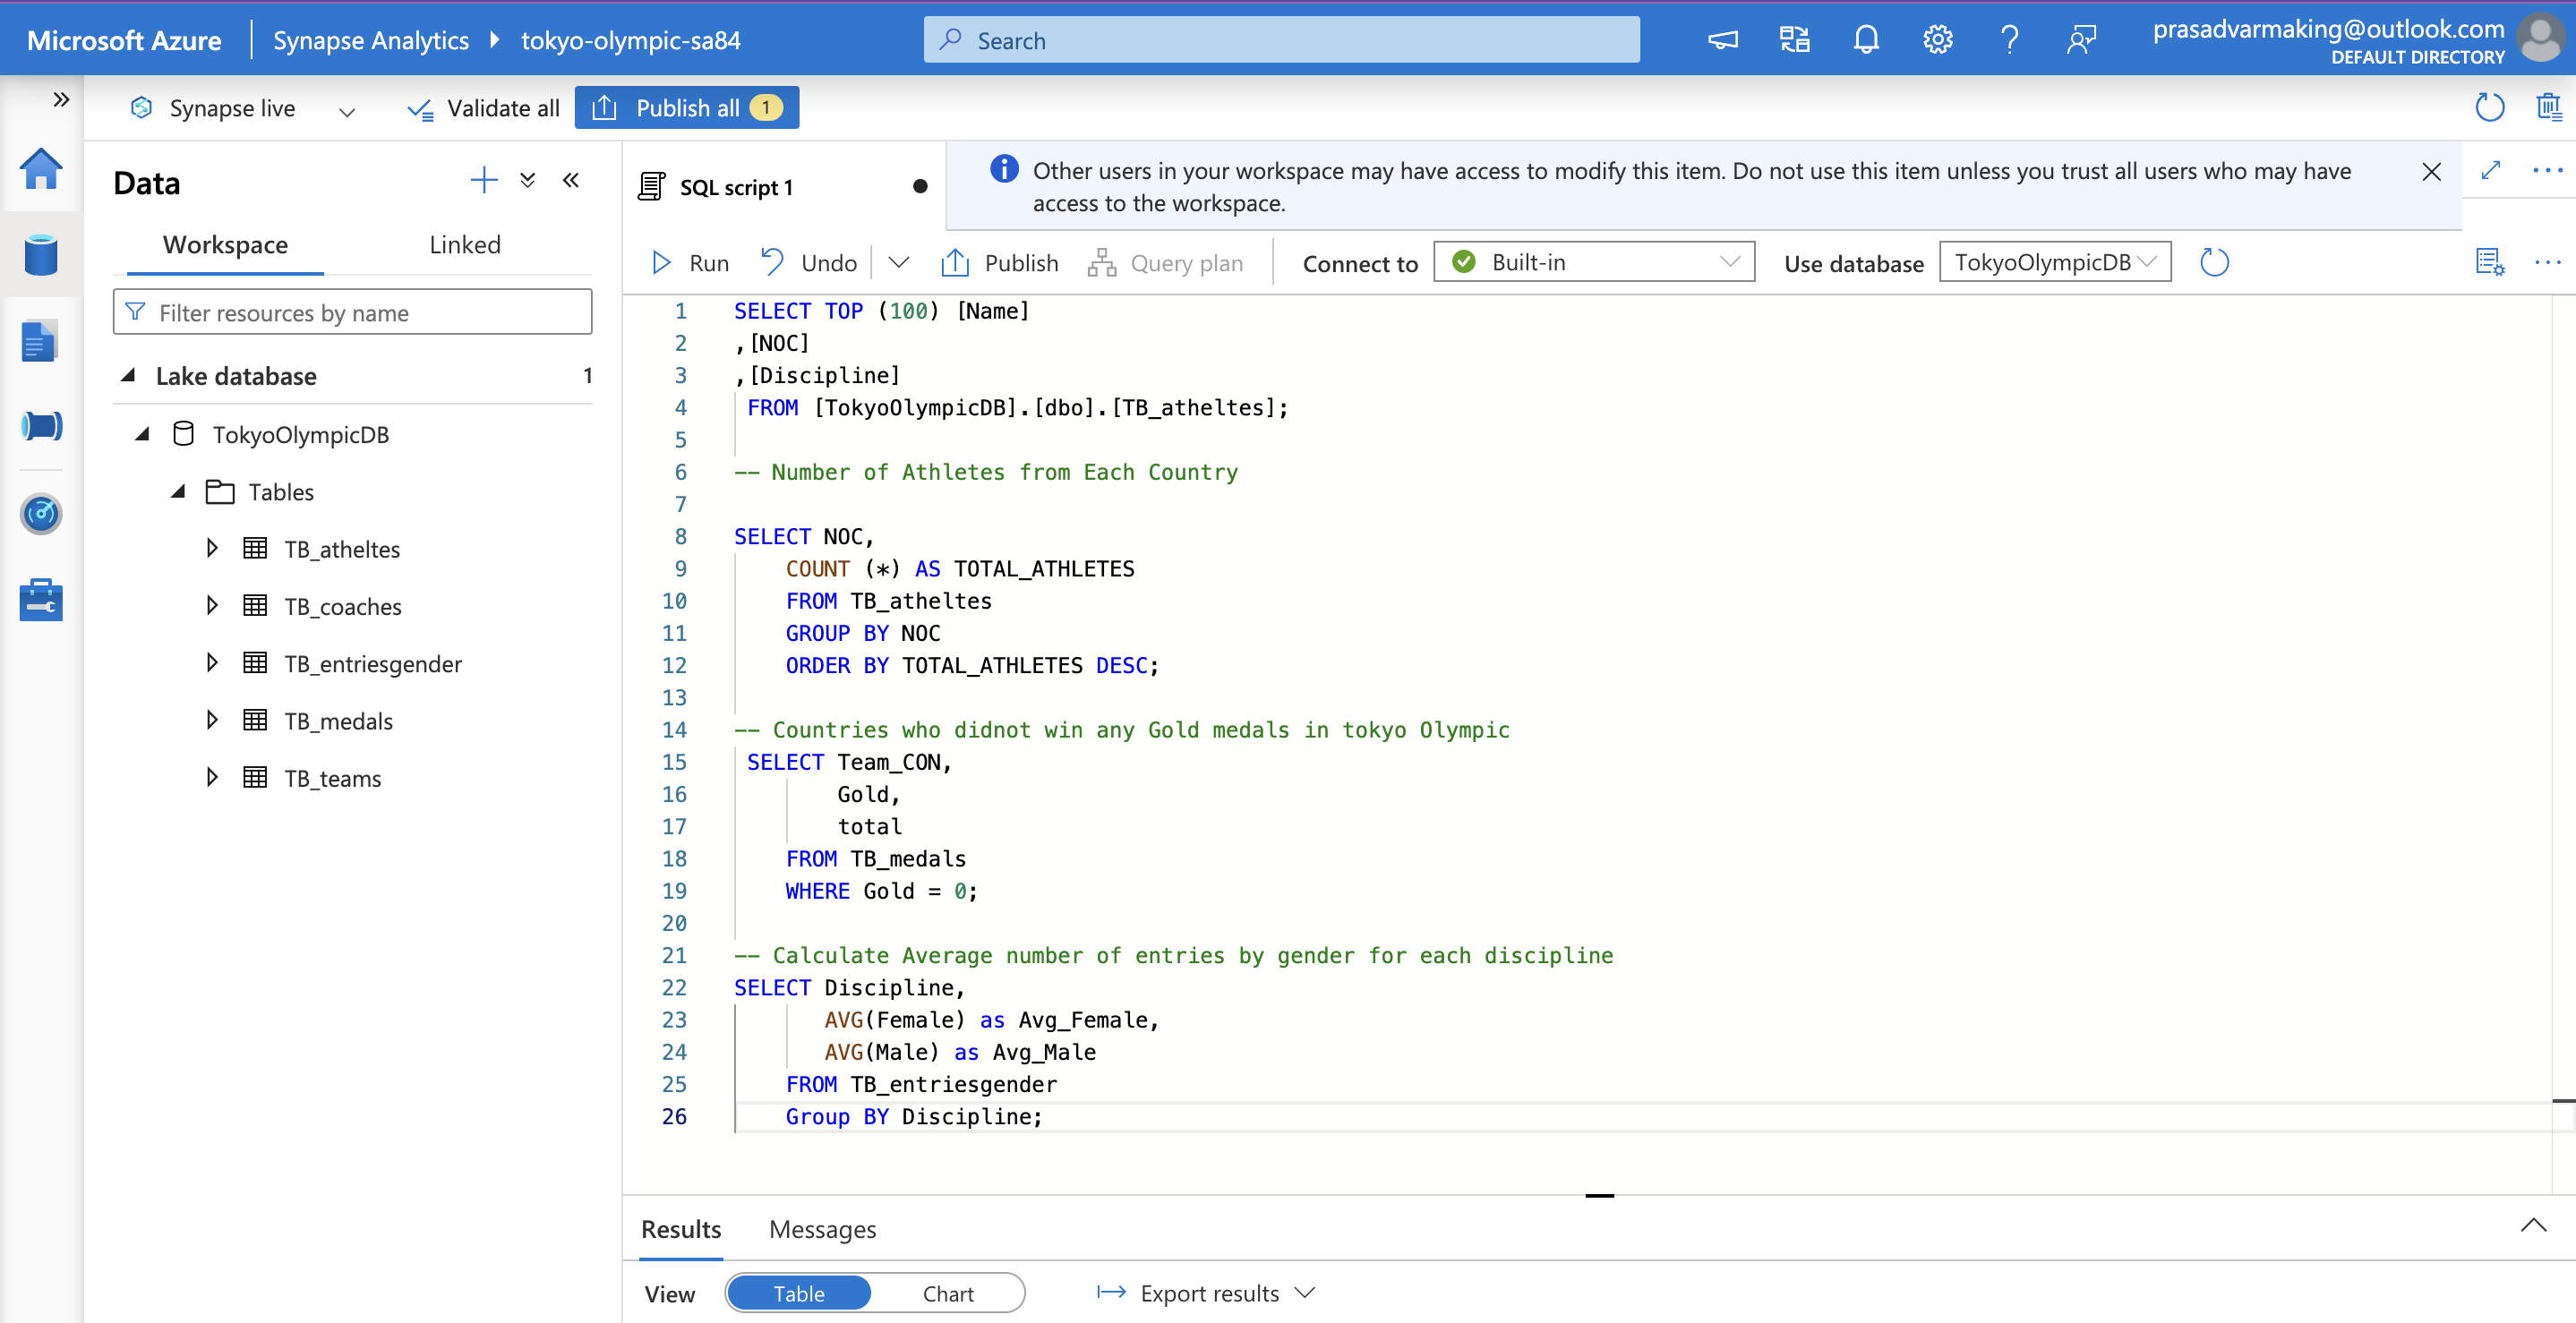 Microsoft Azure
Synapse Analytics
tokyo-olympic-sa84
Search
prasadvarmaking@outlook.com
DEFAULT DIRECTORY
Synapse live
Validate all
Publish all 1
Data
Workspace
Linked
Filter resources by name
Lake database
1
TokyoOlympicDB
Tables
TB_atheltes
TB_coaches
TB_entriesgender
TB_medals
TB_teams
SQL script 1
Other users in your workspace may have access to modify this item. Do not use this item unless you trust all users who may have
access to the workspace.
Run
Undo
Publish
Query plan
Connect to
Built-in
Use database
TokyoOlympicDB
1 SELECT TOP (100) [Name]
2 ,[NOC]
3 ,[Discipline]
4 FROM [TokyoOlympicDB].[dbo].[TB_atheltes];
5
6 -- Number of Athletes from Each Country
7
8 SELECT NOC,
9 COUNT (*) AS TOTAL_ATHLETES
10 FROM TB_atheltes
11 GROUP BY NOC
12 ORDER BY TOTAL_ATHLETES DESC;
13
14 -- Countries who didnot win any Gold medals in tokyo Olympic
15 SELECT Team_CON,
16 Gold,
17 total
18 FROM TB_medals
19 WHERE Gold = 0;
20
21 -- Calculate Average number of entries by gender for each discipline
22 SELECT Discipline,
23 AVG(Female) as Avg_Female,
24 AVG(Male) as Avg_Male
25 FROM TB_entriesgender
26 Group BY Discipline;
Results
Messages
View
Table
Chart
Export results